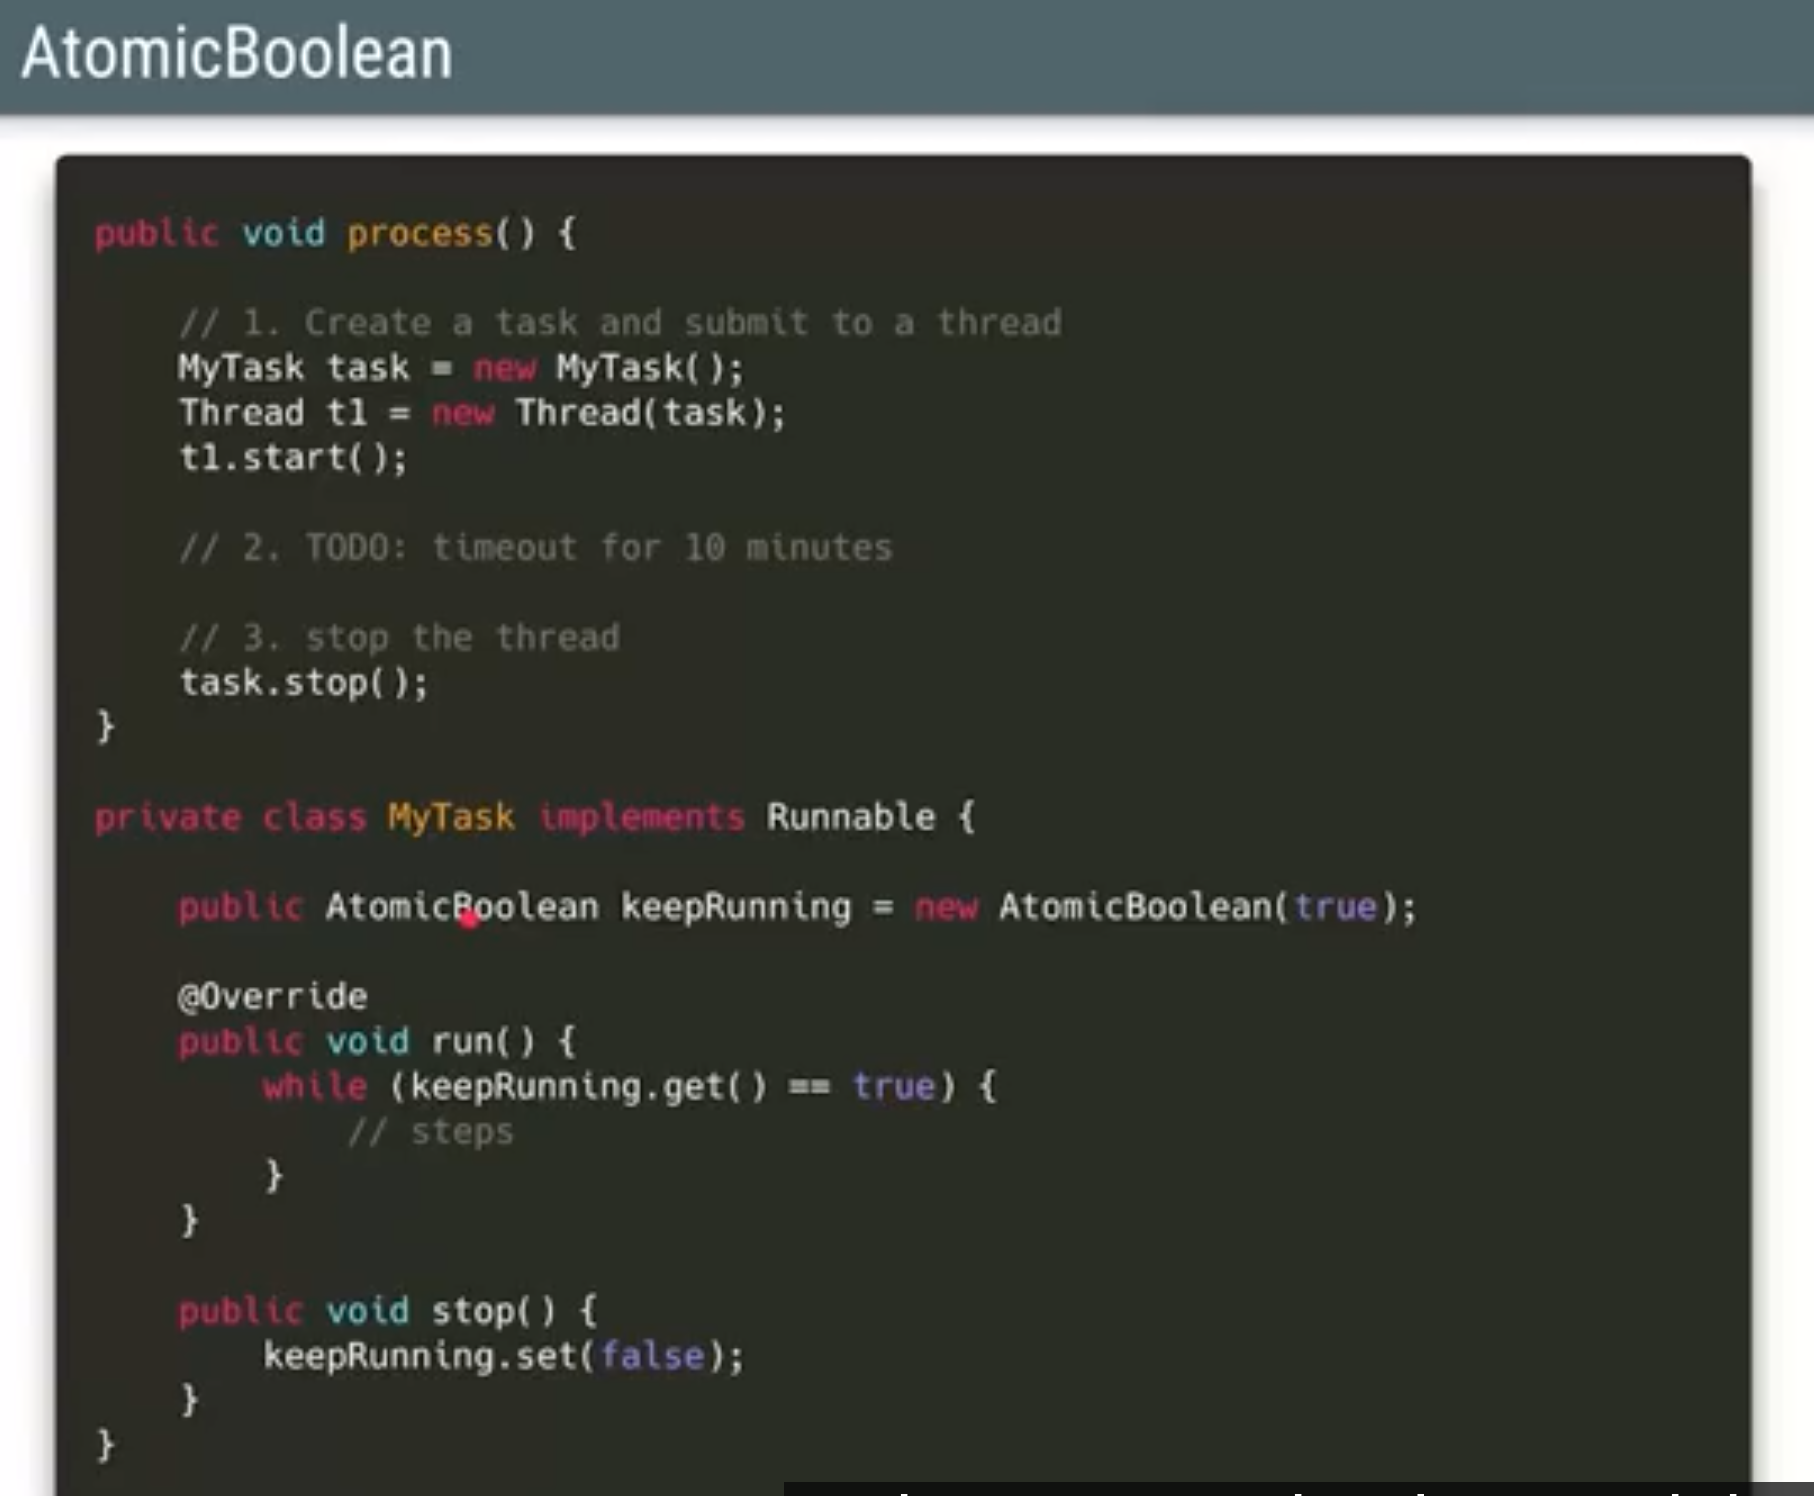 AtomicBoolean
public void process() {
// 1. Create a task and submit to a thread
MyTask task = new MyTask();
Thread t1 = new Thread(task);
t1.start();
// 2. TODO: timeout for 10 minutes
// 3. stop the thread
task.stop();
}
private class MyTask implements Runnable {
public AtomicBoolean keepRunning = new AtomicBoolean(true);
@Override
public void run() {
while (keepRunning.get() == true) {
// steps
}
}
public void stop() {
keepRunning.set(false);
}
}